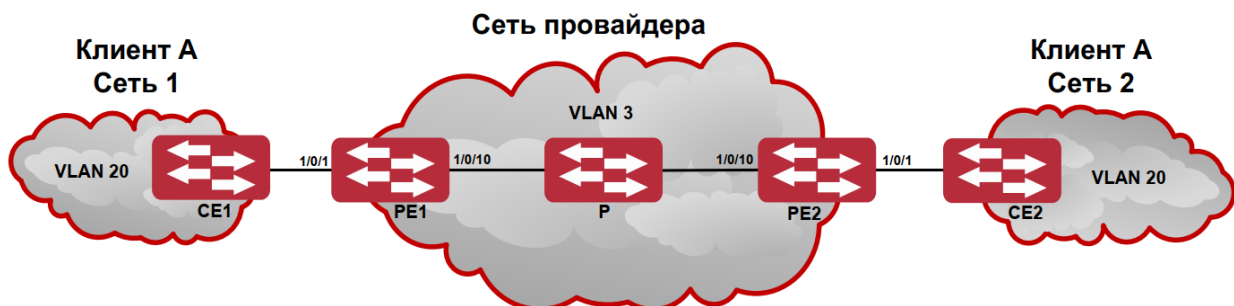 Сеть провайдера
Клиент А
Сеть 1
Клиент А
Сеть 2
VLAN 3
VLAN 20
1/0/1
1/0/10
1/0/10
1/0/1
VLAN 20
CE1
PE1
P
PE2
CE2